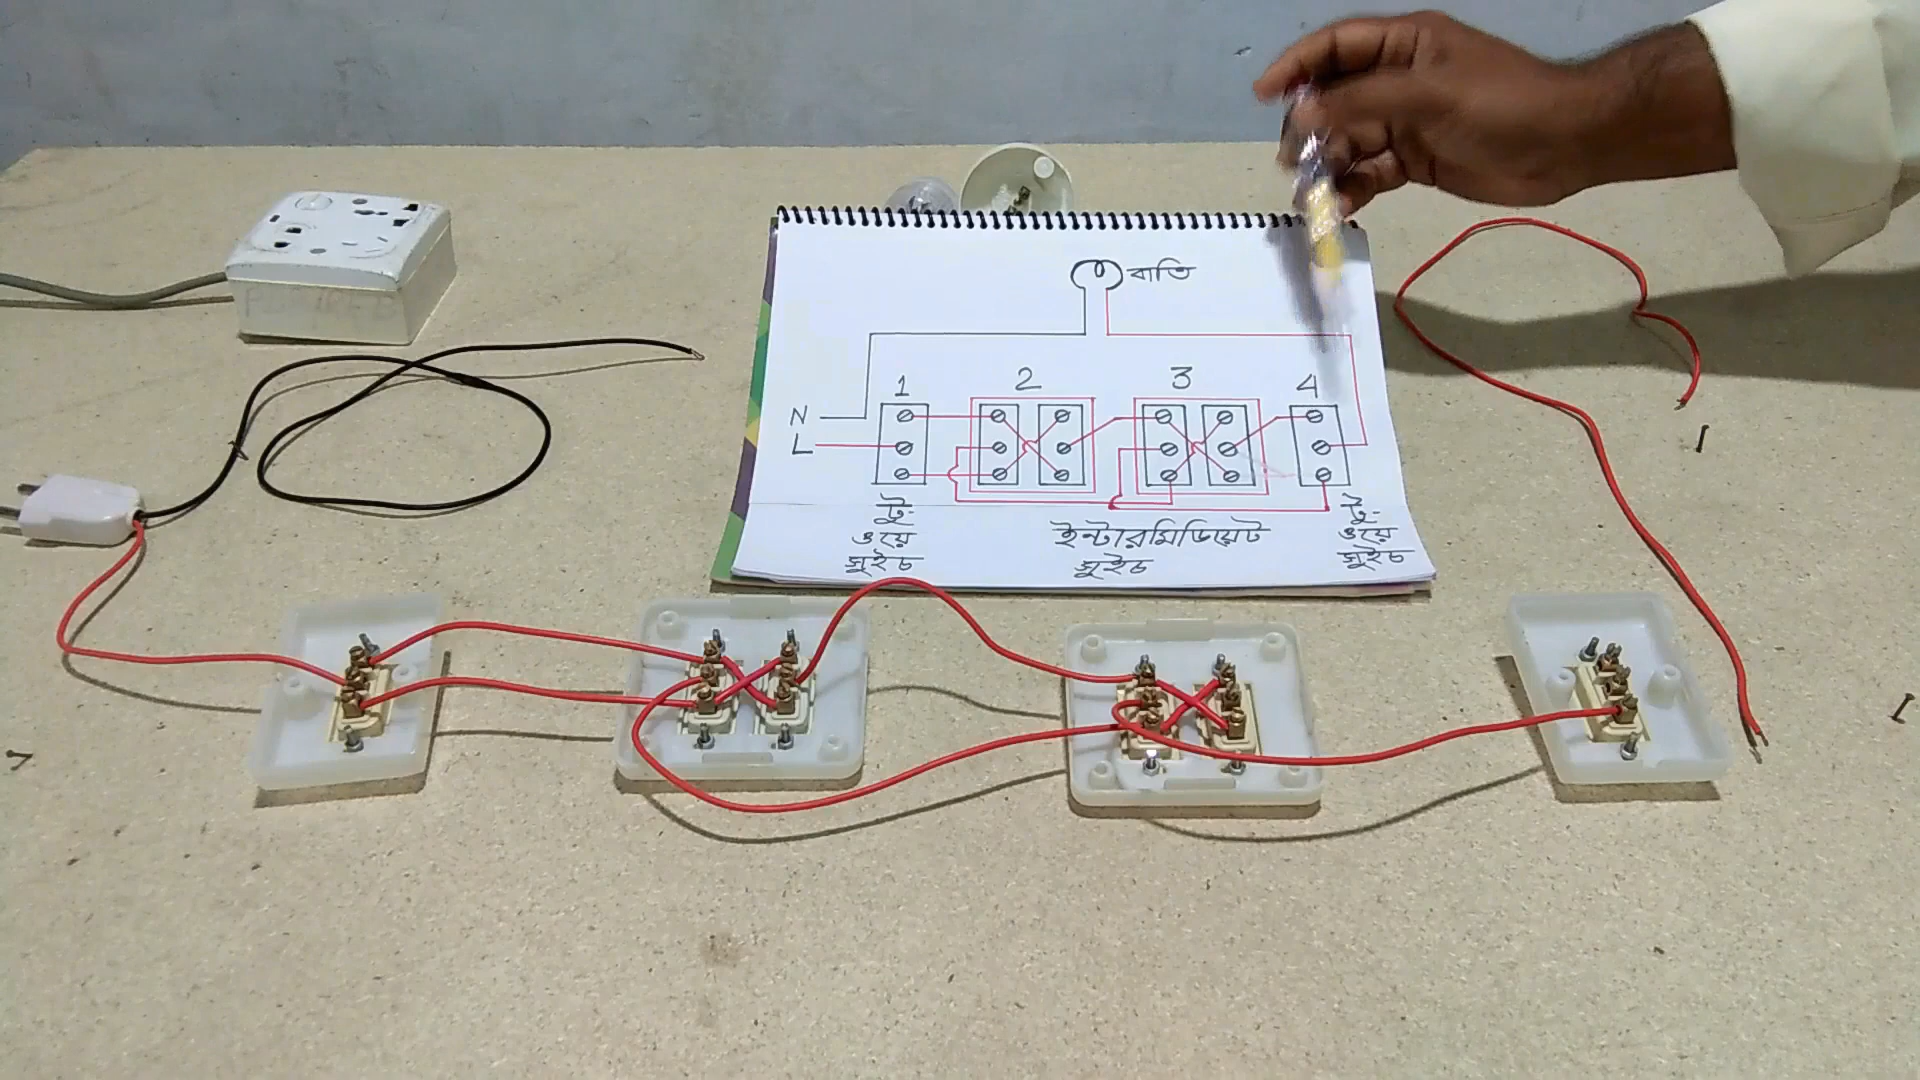 বাতি
1 2 3 4
N
L
টু-
ওয়ে
সুইচ
ইন্টারমিডিয়েট
সুইচ
টু-
ওয়ে
সুইচ